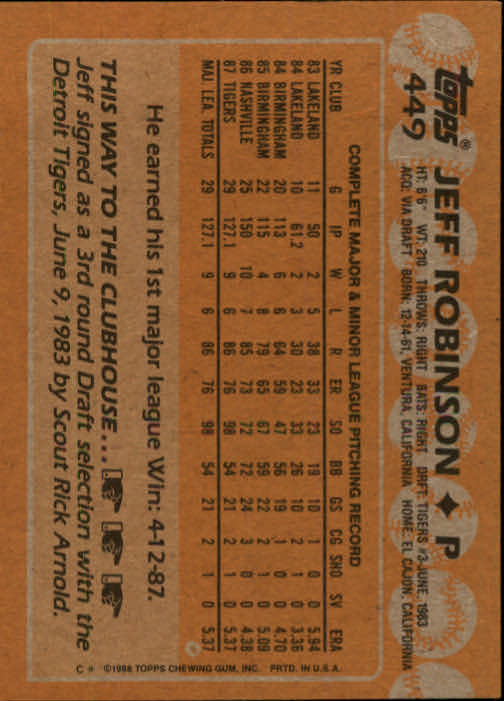 topps®
449
JEFF ROBINSON ♦ P
HT: 6'6" WT: 210 THROWS: RIGHT BATS: RIGHT DRFT: TIGERS #3-JUNE, 1983
ACQ: VIA DRAFT BORN: 12-14-61, VENTURA, CALIFORNIA HOME: EL CAJON, CALIFORNIA
COMPLETE MAJOR & MINOR LEAGUE PITCHING RECORD
YR CLUB G IP W L R ER SO BB GS CG SHO SV ERA
83 LAKELAND 11 50 2 5 38 33 23 19 10 1 0 0 5.94
84 LAKELAND 10 61.2 2 3 30 23 33 26 10 2 1 0 3.36
84 BIRMINGHAM 20 113 6 6 64 59 47 56 19 1 0 0 4.70
85 BIRMINGHAM 22 115 4 8 79 65 67 59 22 2 1 0 5.09
86 NASHVILLE 25 150 10 7 85 73 72 72 24 3 0 0 4.38
87 TIGERS 29 127.1 9 6 86 76 98 54 21 2 1 0 5.37
MAJ. LEA. TOTALS 29 127.1 9 6 86 76 98 54 21 2 1 0 5.37
He earned his 1st major league Win: 4-12-87.
THIS WAY TO THE CLUBHOUSE...
Jeff signed as a 3rd round Draft selection with the
Detroit Tigers, June 9, 1983 by Scout Rick Arnold.
C* ©1988 TOPPS CHEWING GUM, INC. PRTD. IN U.S.A.